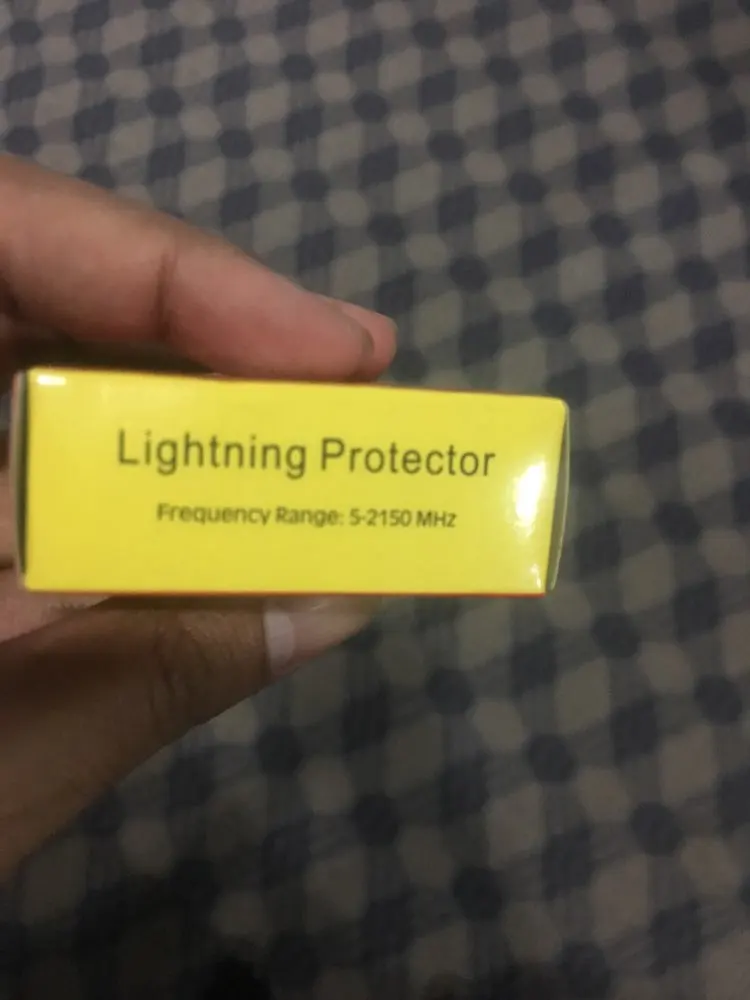 Lightning Protector
Frequency Range: 5-2150 MHz